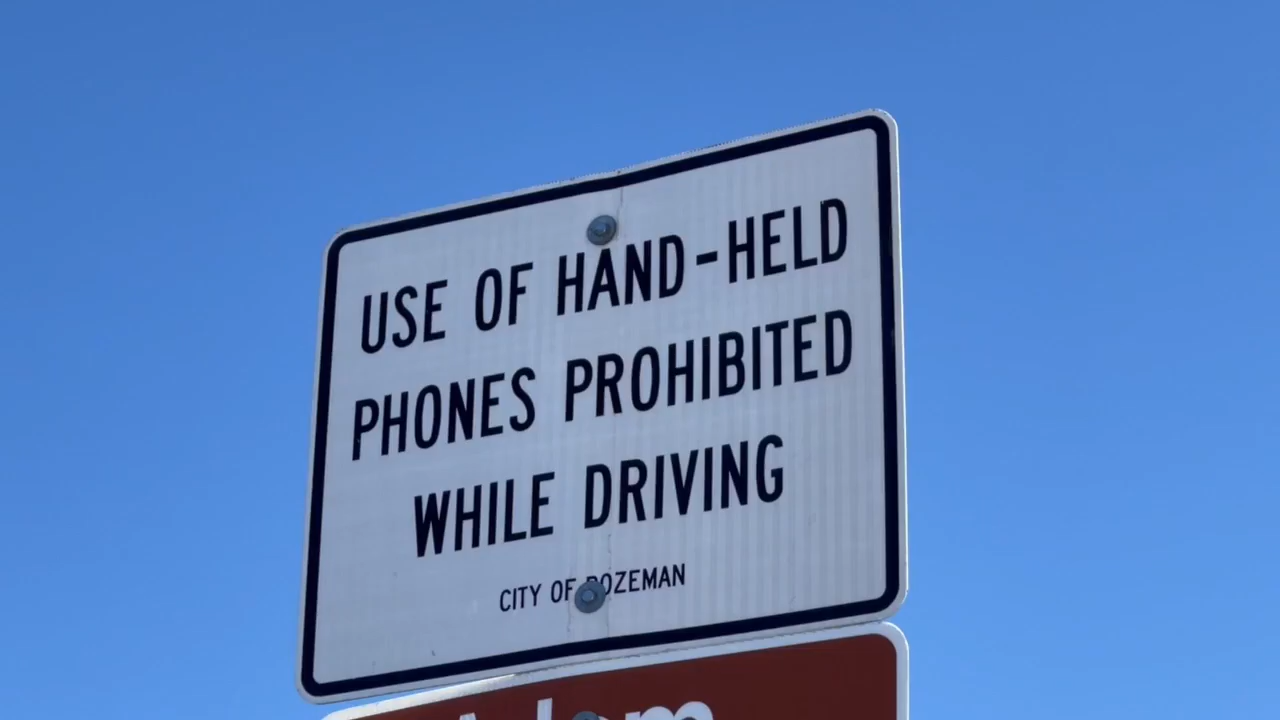 USE OF HAND-HELD
PHONES PROHIBITED
WHILE DRIVING
CITY OF BOZEMAN